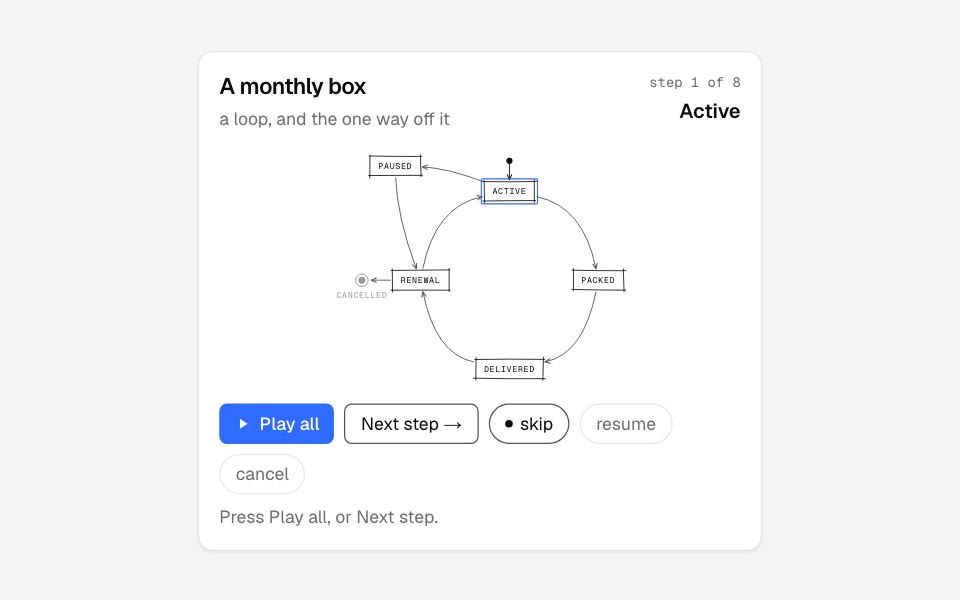 A monthly box
step 1 of 8
a loop, and the one way off it
Active
PAUSED
ACTIVE
RENEWAL
PACKED
CANCELLED
DELIVERED
Play all
Next step →
skip
resume
cancel
Press Play all, or Next step.